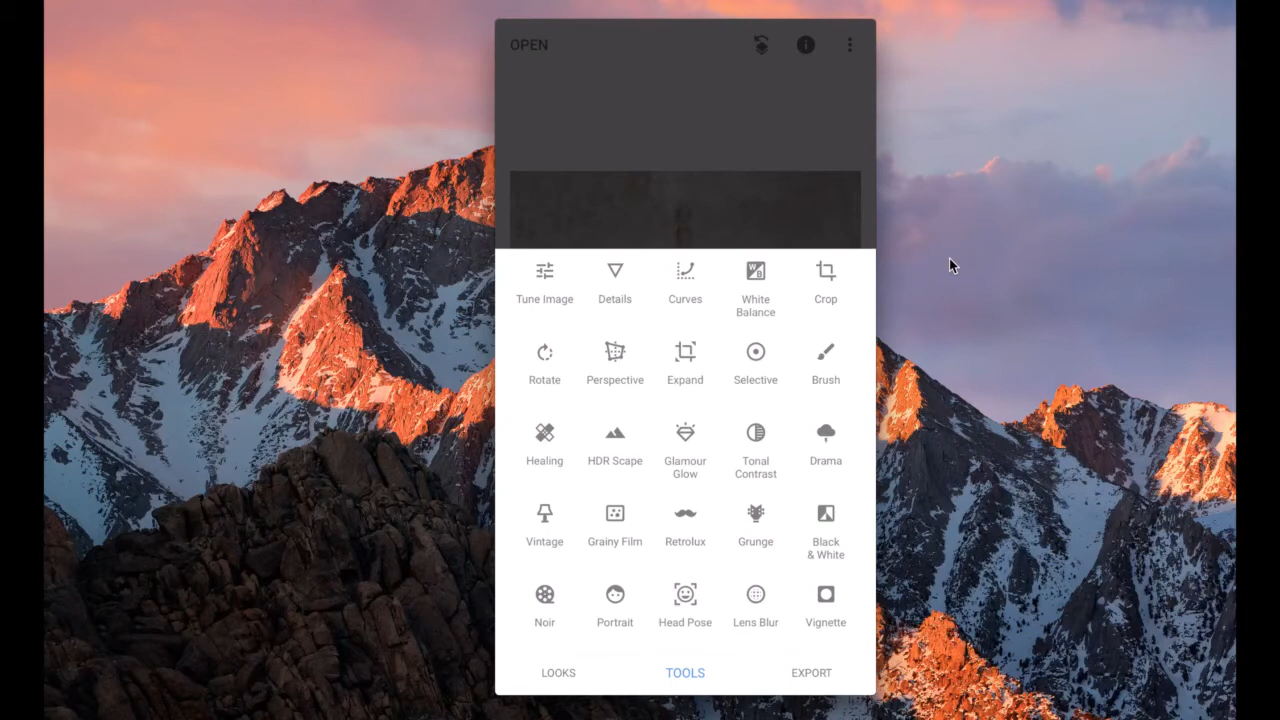 OPEN
Tune Image
Details
Curves
White
Balance
Crop
Rotate
Perspective
Expand
Selective
Brush
Healing
HDR Scape
Glamour
Glow
Tonal
Contrast
Drama
Vintage
Grainy Film
Retrolux
Grunge
Black
& White
Noir
Portrait
Head Pose
Lens Blur
Vignette
LOOKS
TOOLS
EXPORT